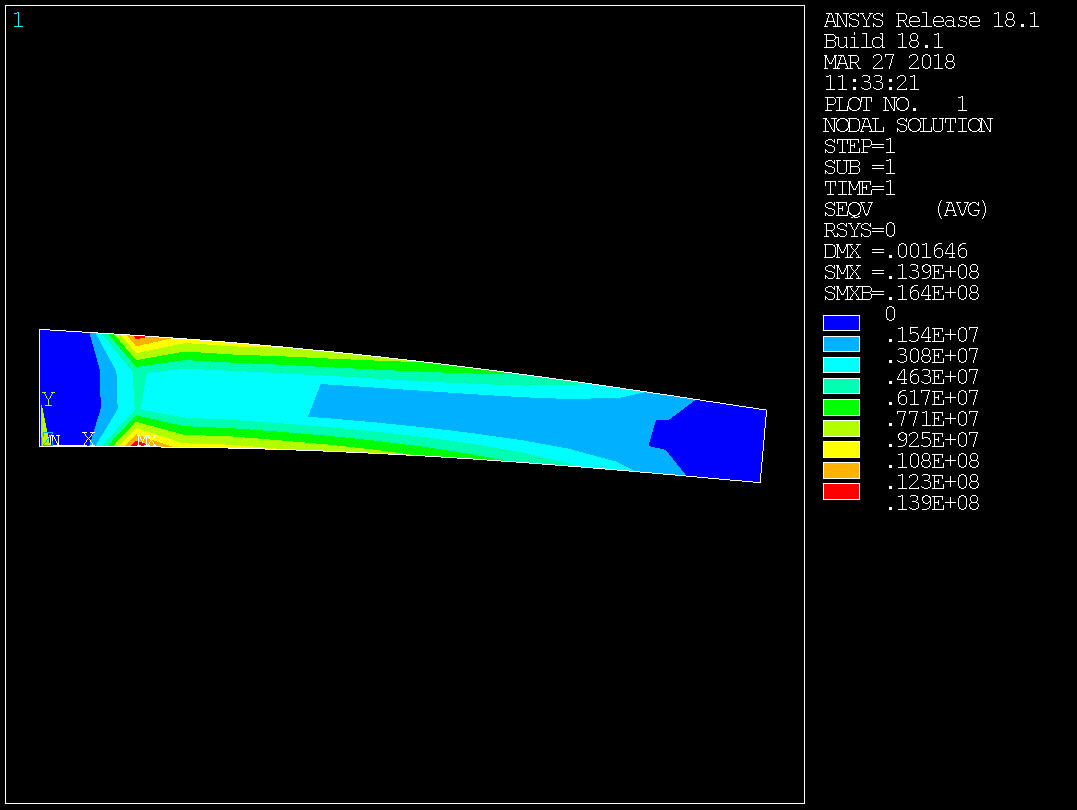 1
ANSYS Release 18.1
Build 18.1
MAR 27 2018
11:33:21
PLOT NO.   1
NODAL SOLUTION
STEP=1
SUB =1
TIME=1
SEQV     (AVG)
RSYS=0
DMX =.001646
SMX =.139E+08
SMXB=.164E+08
0
.154E+07
.308E+07
.463E+07
.617E+07
.771E+07
.925E+07
.108E+08
.123E+08
.139E+08
Y
X
MX